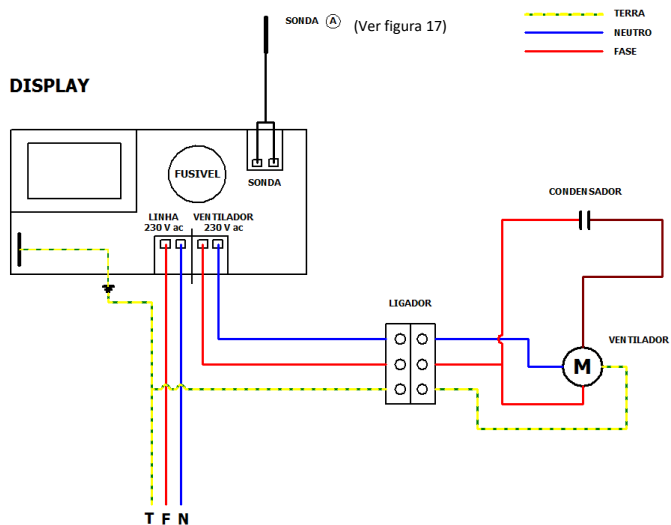 SONDA A (Ver figura 17)
TERRA
NEUTRO
FASE
DISPLAY
FUSIVEL
SONDA
LINHA
230 V ac
VENTILADOR
230 V ac
CONDENSADOR
LIGADOR
VENTILADOR
M
T F N